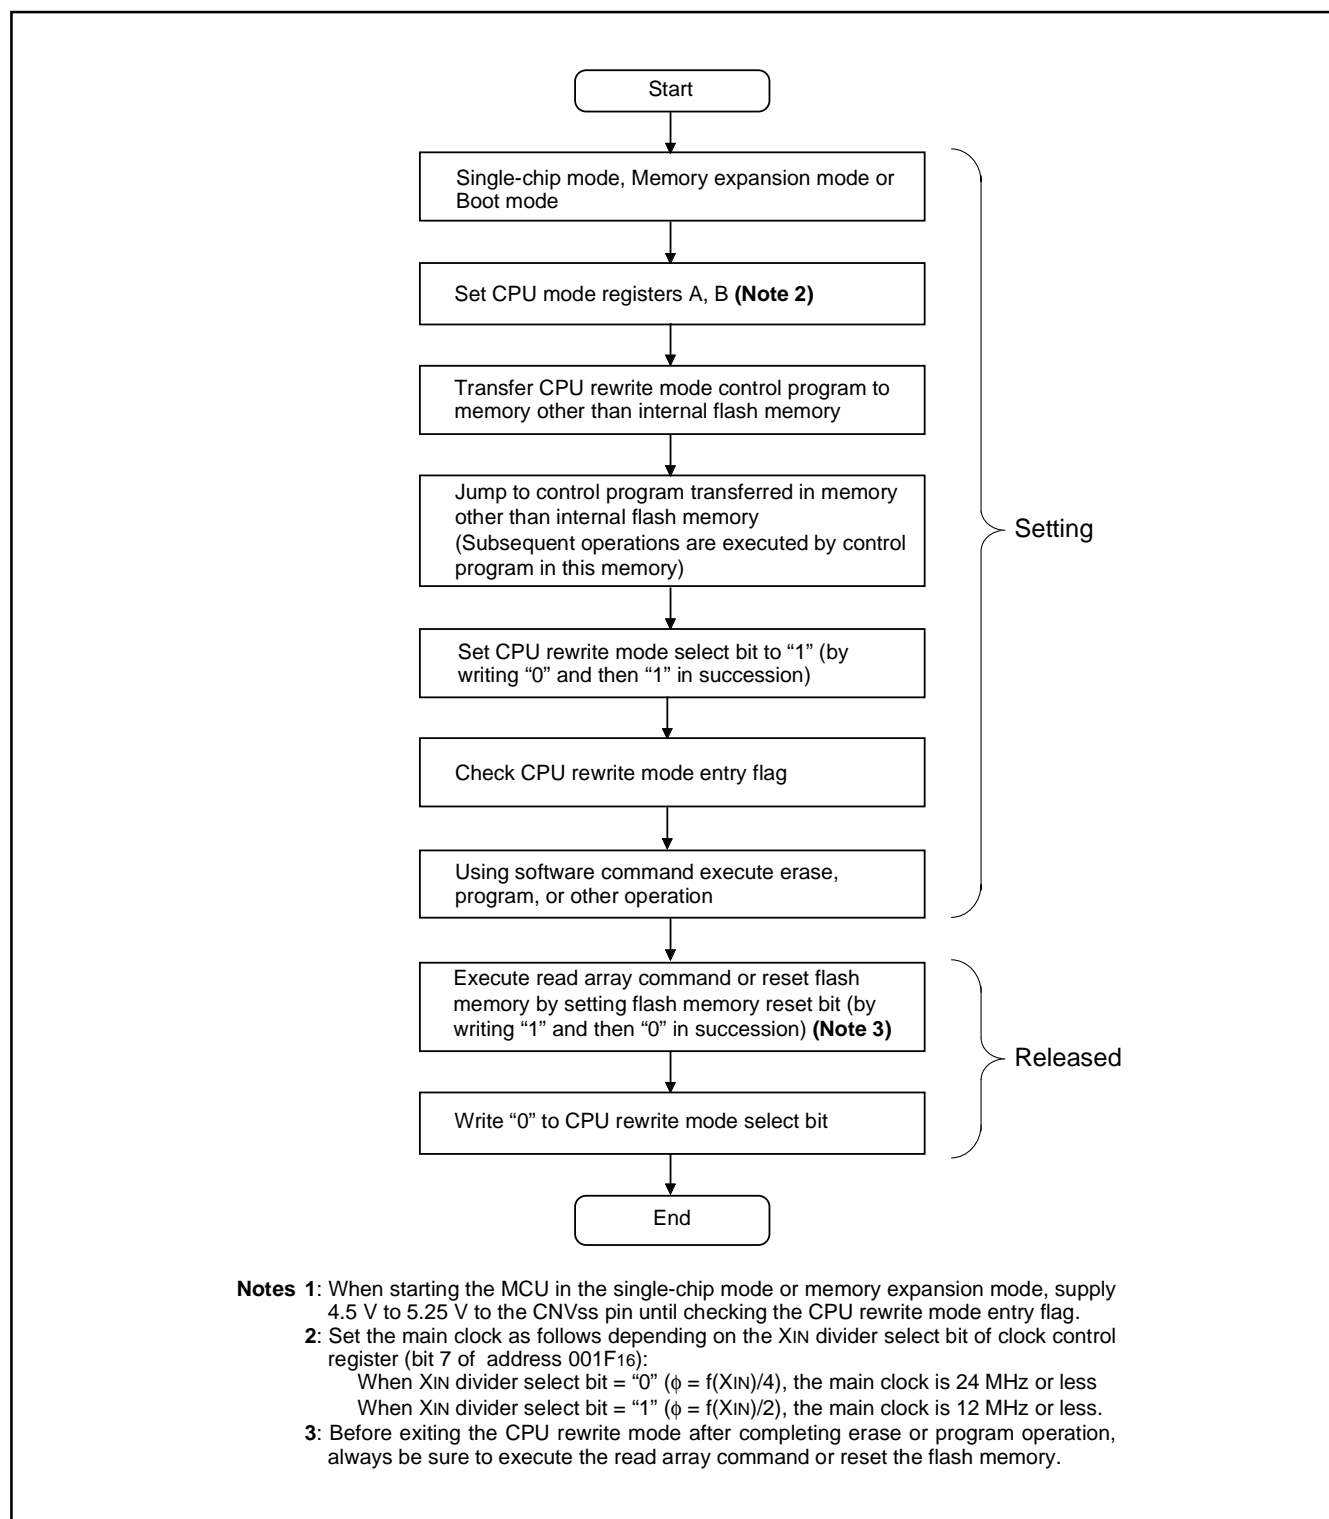 Start
Single-chip mode, Memory expansion mode or
Boot mode
Set CPU mode registers A, B (Note 2)
Transfer CPU rewrite mode control program to
memory other than internal flash memory
Jump to control program transferred in memory
other than internal flash memory
(Subsequent operations are executed by control
program in this memory)
Setting
Set CPU rewrite mode select bit to “1” (by
writing “0” and then “1” in succession)
Check CPU rewrite mode entry flag
Using software command execute erase,
program, or other operation
Execute read array command or reset flash
memory by setting flash memory reset bit (by
writing “1” and then “0” in succession) (Note 3)
Released
Write “0” to CPU rewrite mode select bit
End
Notes 1: When starting the MCU in the single-chip mode or memory expansion mode, supply
4.5 V to 5.25 V to the CNVss pin until checking the CPU rewrite mode entry flag.
2: Set the main clock as follows depending on the XIN divider select bit of clock control
register (bit 7 of address 001F16):
When XIN divider select bit = “0” (ϕ = f(XIN)/4), the main clock is 24 MHz or less
When XIN divider select bit = “1” (ϕ = f(XIN)/2), the main clock is 12 MHz or less.
3: Before exiting the CPU rewrite mode after completing erase or program operation,
always be sure to execute the read array command or reset the flash memory.